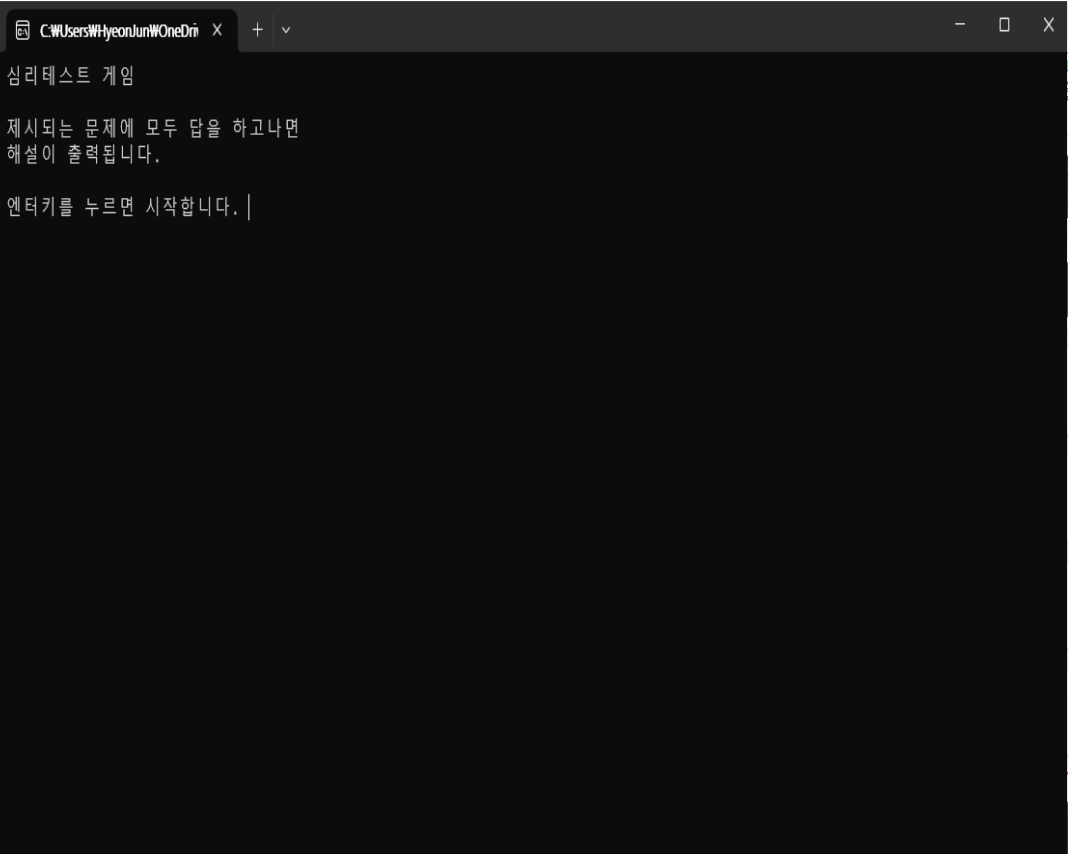 C:₩Users₩HyeonJun₩OneDri
심리테스트 게임
제시되는 문제에 모두 답을 하고나면
해설이 출력됩니다.
엔터키를 누르면 시작합니다.